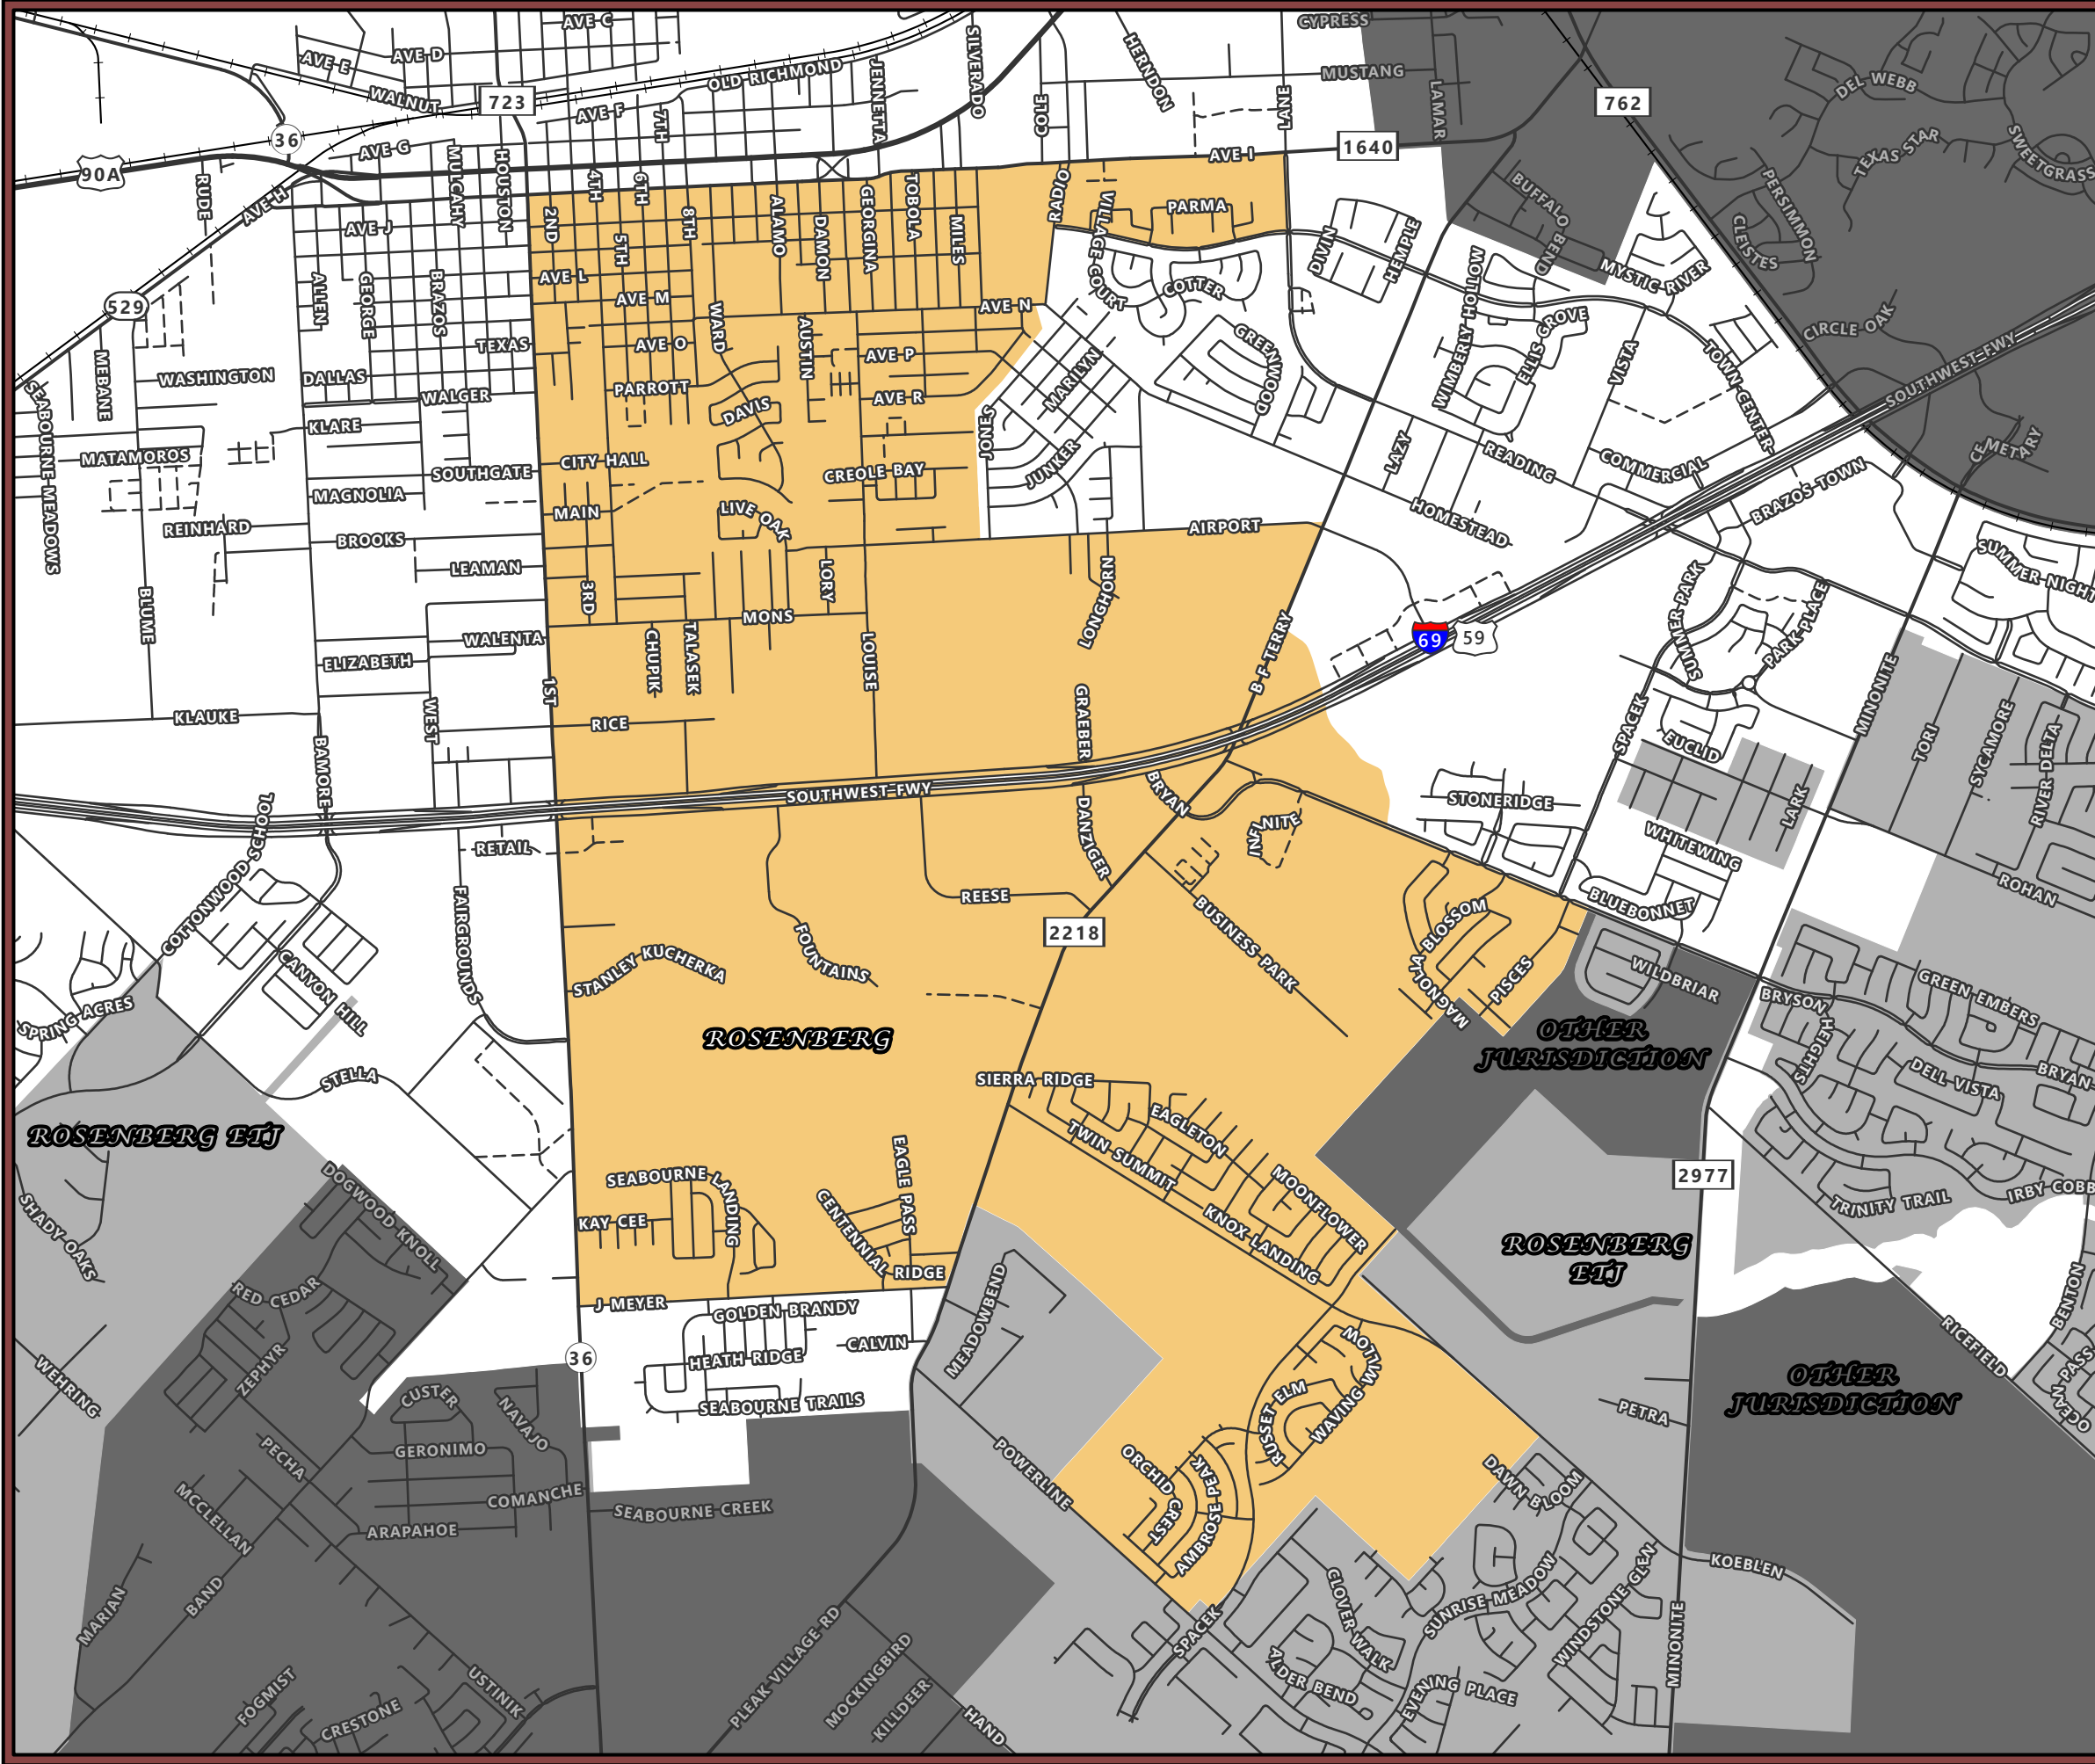 AVE C
CYPRESS
AVE D
AVE E
SILVERADO
HERNDON
MUSTANG
OLD RICHMOND
JENNETTA
DEL WEBB
WALNUT
723
762
AVE F
7TH
COLE
LANE
LAMAR
36
AVE G
1640
AVE I
TEXAS STAR
SWEETGRASS
90A
RUDE
AVE H
MULCAHY
HOUSTON
4TH
6TH
RADIO
BUFFALO
BEND
PERSIMMON
AVE J
2ND
5TH
8TH
ALAMO
DAMON
GEORGINA
TOBOLA
MILES
VILLAGE COURT
PARMA
DIVIN
HEMPLE
CLEISTES
MYSTIC RIVER
529
ALLEN
GEORGE
BRAZOS
AVE L
AVE M
WARD
AVE N
COTTER
WIMBERLY HOLLOW
ELLIS GROVE
CIRCLE OAK
TEXAS
AVE O
AUSTIN
AVE P
GREENWOOD
VISTA
TOWN CENTER
SOUTHWEST FWY
SEABOURNE MEADOWS
MEBANE
WASHINGTON
DALLAS
WALGER
PARROTT
DAVIS
AVE R
MARILYN
JONES
KLARE
MATAMOROS
SOUTHGATE
CITY HALL
CREOLE BAY
JUNKER
LAZY
READING
COMMERCIAL
CEMETARY
MAGNOLIA
MAIN
LIVE OAK
HOMESTEAD
BRAZOS TOWN
REINHARD
BROOKS
AIRPORT
SUMMER NIGHT
LEAMAN
3RD
LORY
LONGHORN
BLUME
WALENTA
MONS
SUMMERS PARK
PARK PLACE
69
59
ELIZABETH
CHUPIK
TALASEK
LOUISE
B F TERRY
MINONITE
KLAUKE
WEST
1ST
RICE
GRAEBER
SPACEK
EUCLID
TORI
SYCAMORE
RIVER DELTA
BAMORE
SOUTHWEST FWY
BRYAN
STONERIDGE
LARK
COTTONWOOD SCHOOL
RETAIL
DANZIGER
INFINITE
WHITEWING
FAIRGROUNDS
REESE
BUSINESS PARK
BLOSSOM
MAGNOLIA
BLUEBONNET
ROHAN
2218
STANLEY KUCHERKA
FOUNTAINS
PISCES
WILDBRIAR
GREEN EMBERS
CANYON HILL
SPRING ACRES
BRYSON
HEIGHTS
ROSENBERG
OTHER
JURISDICTION
STELLA
SIERRA RIDGE
DELL VISTA
BRYAN
ROSENBERG ETJ
EAGLETON
TWIN SUMMIT
DOGWOOD KNOLL
SEABOURNE LANDING
EAGLE PASS
MOONFLOWER
2977
TRINITY TRAIL
IRBY COBB
SHADY OAKS
KAY CEE
CENTENNIAL
RIDGE
KNOX LANDING
ROSENBERG
ETJ
RED CEDAR
J MEYER
GOLDEN BRANDY
MEADOWBEND
BENTON
ZEPHYR
36
HEATH RIDGE
CALVIN
WAVING WILLOW
RICEFIELD
WEHRING
CUSTER
NAVAJO
SEABOURNE TRAILS
RUSSET ELM
PETRA
OTHER
JURISDICTION
OCEAN PASS
PECHA
GERONIMO
POWERLINE
ORCHID CREST
AMBROSE PEAK
DAWN BLOOM
MCCLELLAN
COMANCHE
ARAPAHOE
SEABOURNE CREEK
KOEBLEN
MARIAN
BAND
CLOVER WALK
SUNRISE MEADOW
WINDSTONE GLEN
SPACEK
PLEAK VILLAGE RD
MOCKINGBIRD
KILLDEER
HAND
ALDER BEND
EVENING PLACE
MINONITE
FOGMIST
CRESTONE
USTINIK